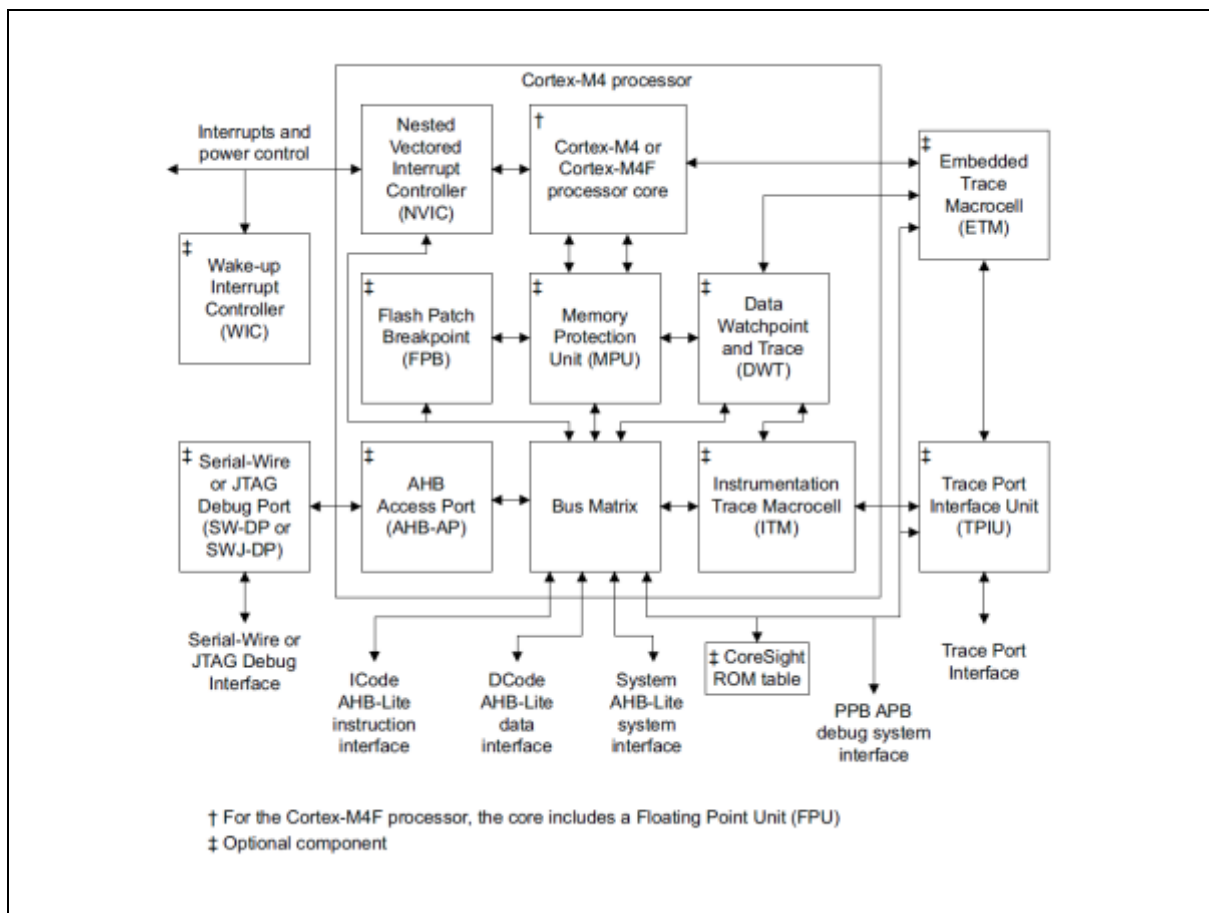 Cortex-M4 processor
Interrupts and
power control
Nested
Vectored
Interrupt
Controller
(NVIC)
†
Cortex-M4 or
Cortex-M4F
processor core
‡
Embedded
Trace
Macrocell
(ETM)
‡
Wake-up
Interrupt
Controller
(WIC)
‡
Flash Patch
Breakpoint
(FPB)
‡
Memory
Protection
Unit (MPU)
‡
Data
Watchpoint
and Trace
(DWT)
‡
Serial-Wire
or JTAG
Debug Port
(SW-DP or
SWJ-DP)
‡
AHB
Access Port
(AHB-AP)
Bus Matrix
‡
Instrumentation
Trace Macrocell
(ITM)
‡
Trace Port
Interface Unit
(TPIU)
Serial-Wire or
JTAG Debug
Interface
ICode
AHB-Lite
instruction
interface
DCode
AHB-Lite
data
interface
System
AHB-Lite
system
interface
‡ CoreSight
ROM table
PPB APB
debug system
interface
Trace Port
Interface
† For the Cortex-M4F processor, the core includes a Floating Point Unit (FPU)
‡ Optional component